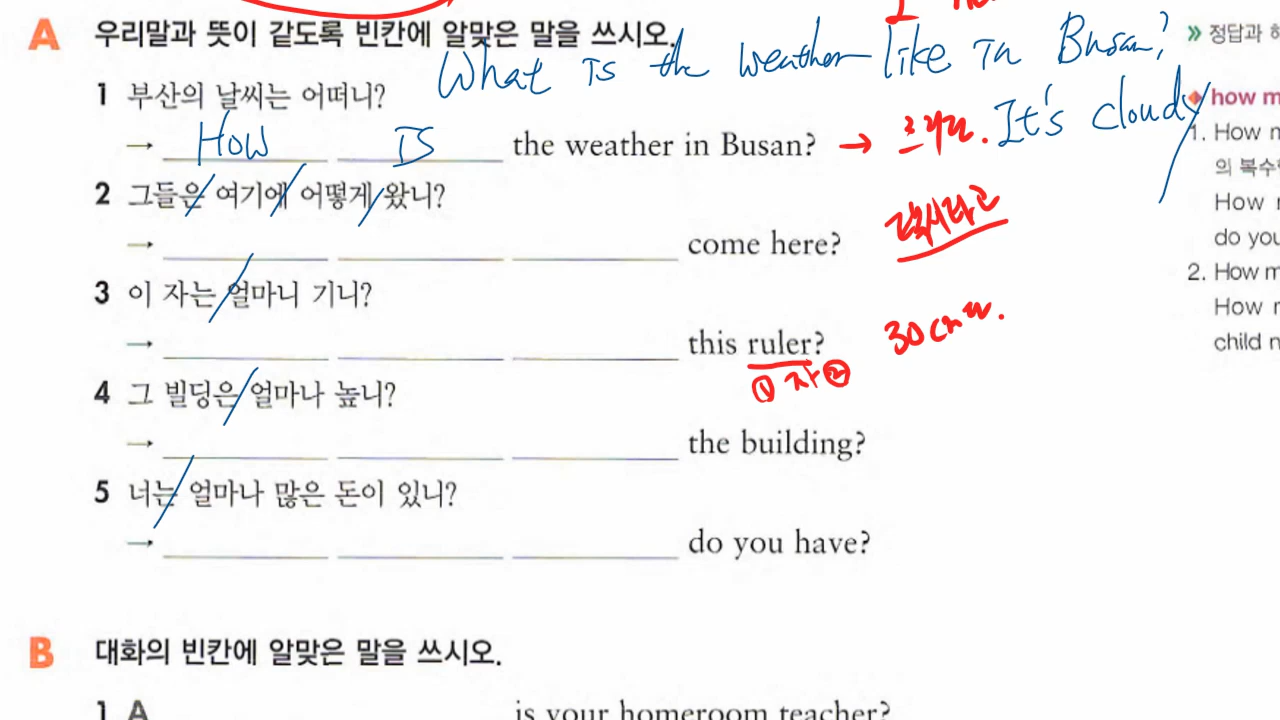 A 우리말과 뜻이 같도록 빈칸에 알맞은 말을 쓰시오.
What is the weather like in Busan?
» 정답과
1 부산의 날씨는 어떠니?
→ How is the weather in Busan? → 흐리다. It's cloudy
2 그들은 여기에 어떻게 왔니?
→ come here?
3 이 자는 얼마니 기니?
→ this ruler?
30cm
① 자 ②
4 그 빌딩은 얼마나 높니?
→ the building?
5 너는 얼마나 많은 돈이 있니?
→ do you have?
how m
1. How
의 복수
How
do you
2. How m
How
child n
B 대화의 빈칸에 알맞은 말을 쓰시오.
1 A is your homeroom teacher?